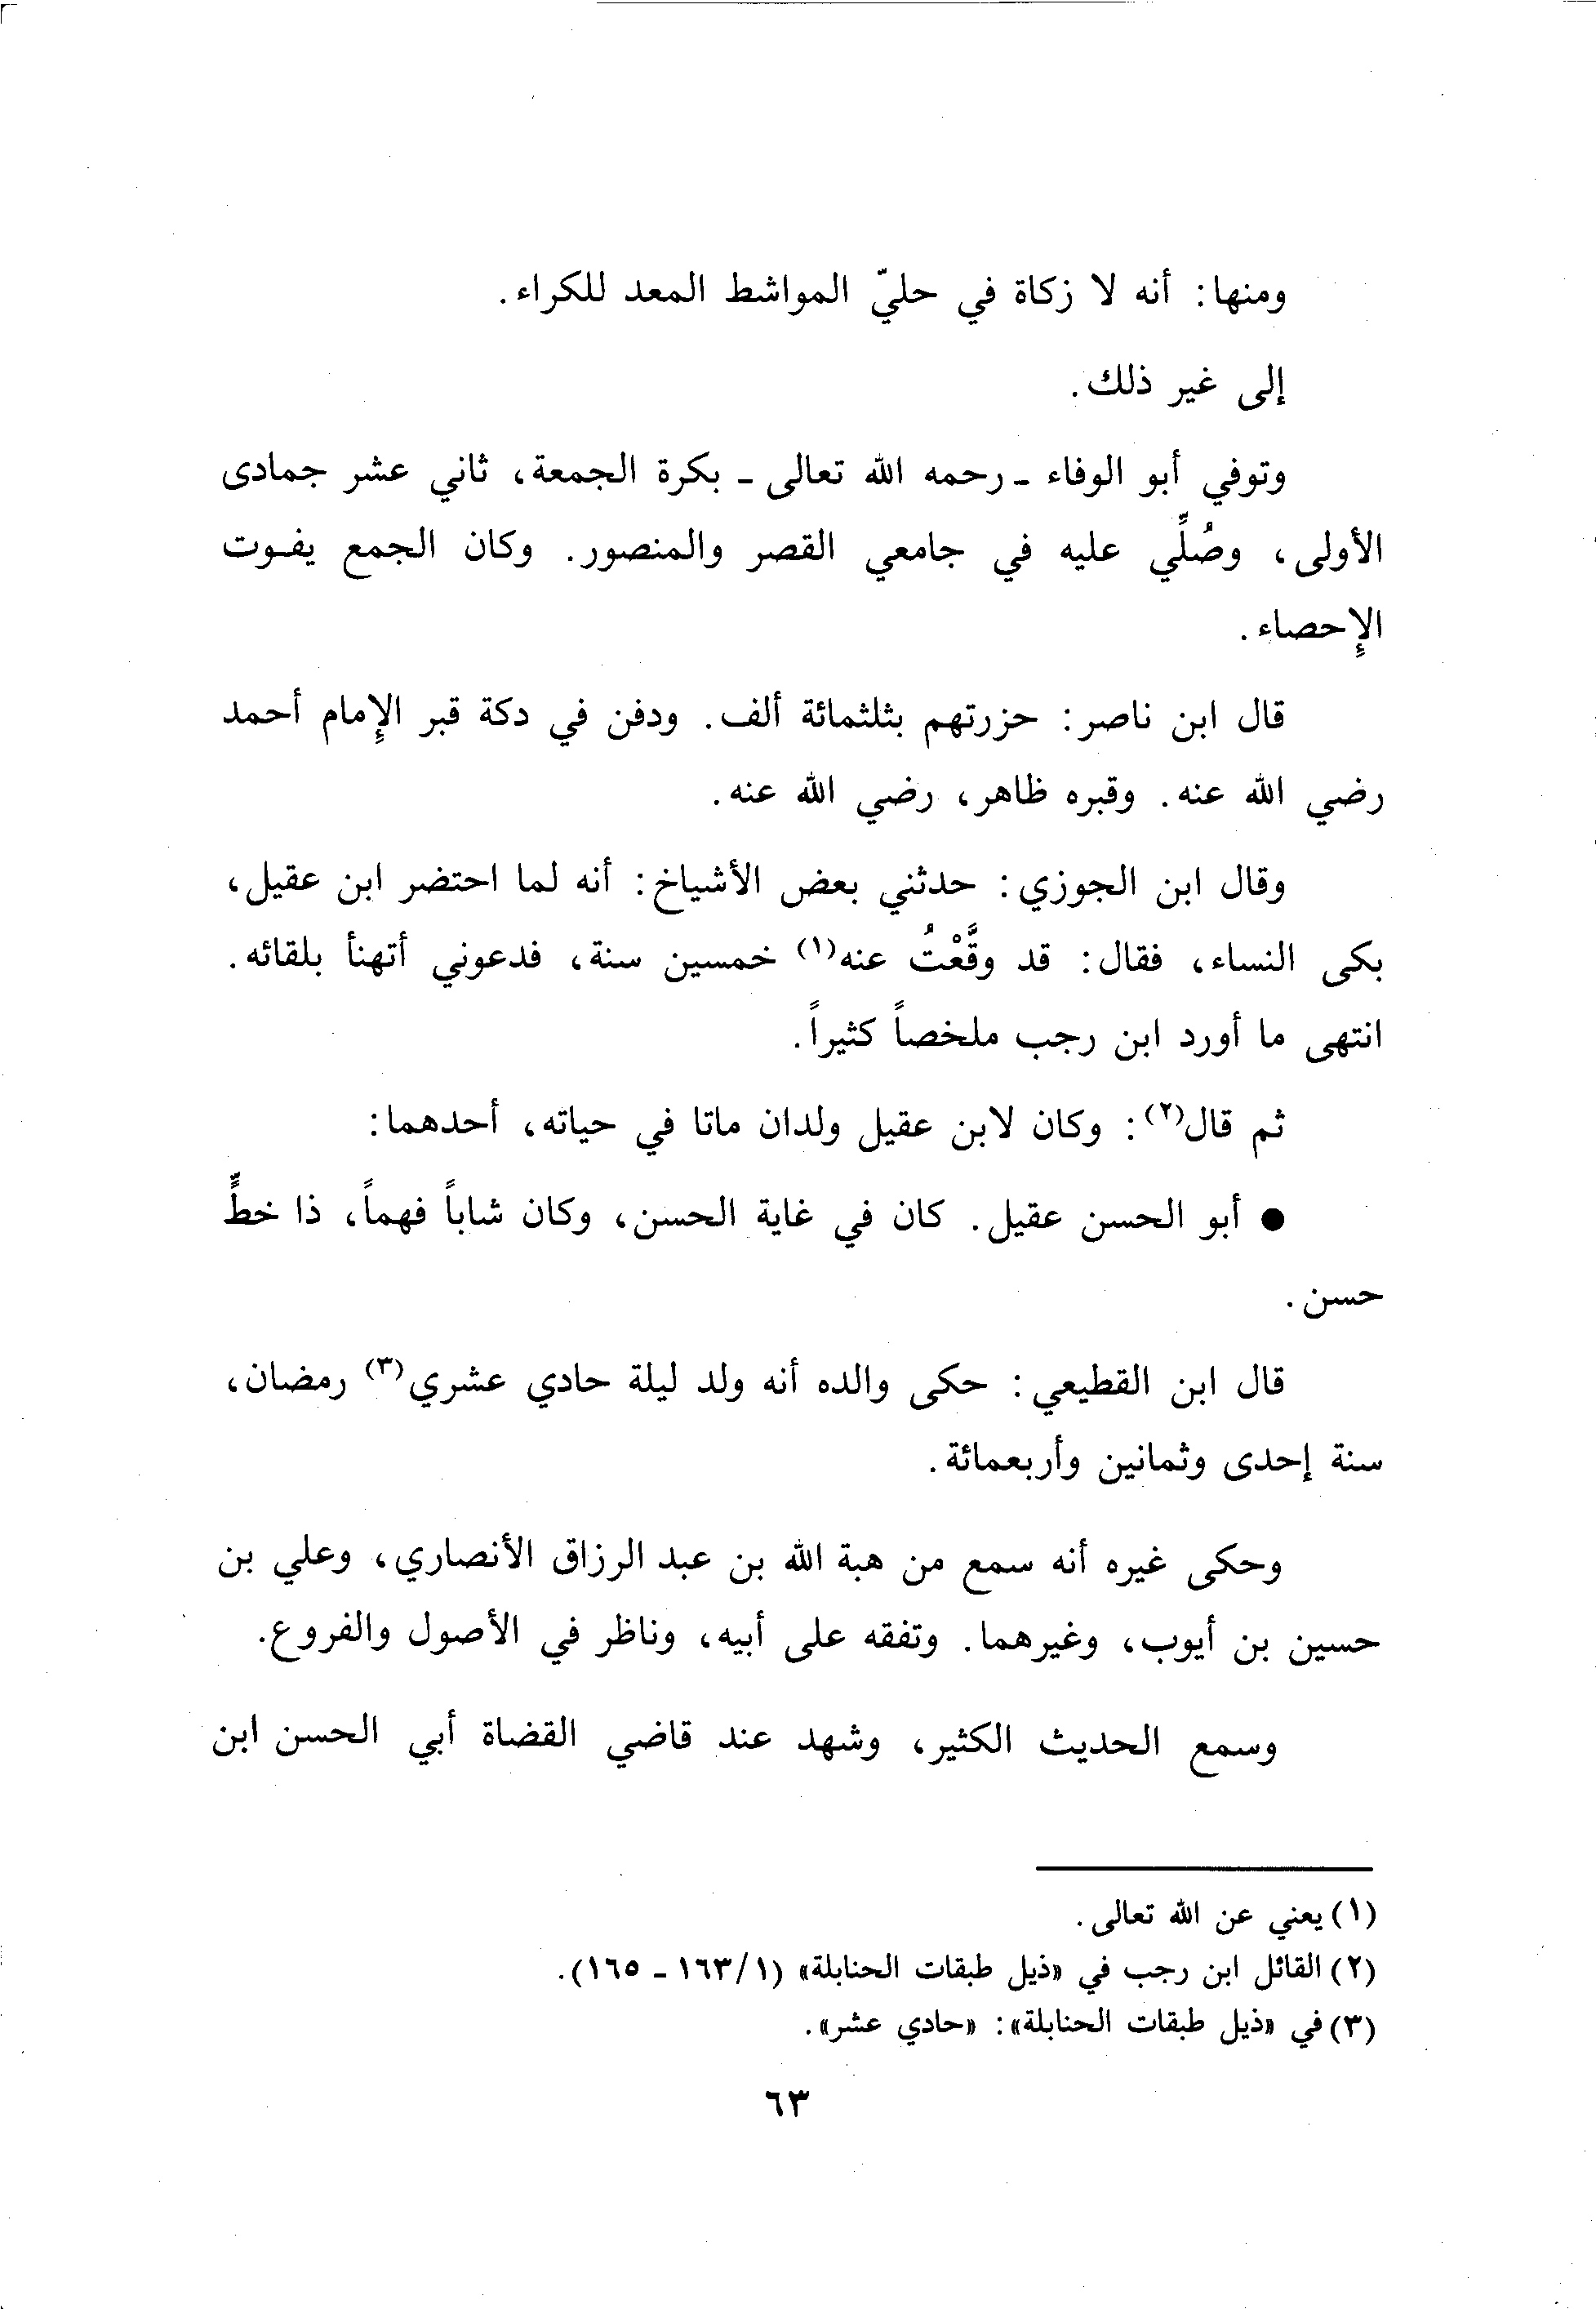 ومنها: أنه لا زكاة في حليّ المواشط المعد للكراء.
إلى غير ذلك.
وتوفي أبو الوفاء ـ رحمه الله تعالى ـ بكرة الجمعة، ثاني عشر جمادى
الأولى، وصُلِّي عليه في جامعي القصر والمنصور. وكان الجمع يفـوت
الإِحصاء.
قال ابن ناصر: حزرتهم بثلثمائة ألف. ودفن في دكة قبر الإِمام أحمد
رضي الله عنه. وقبره ظاهر، رضي الله عنه.
وقال ابن الجوزي: حدثني بعض الأشياخ: أنه لما احتضر ابن عقيل،
بكى النساء، فقال: قد وقَّعْتُ عنه(١) خمسين سنة، فدعوني أتهنأ بلقائه.
انتهى ما أورد ابن رجب ملخصاً كثيراً.
ثم قال(٢): وكان لابن عقيل ولدان ماتا في حياته، أحدهما:
● أبو الحسن عقيل. كان في غاية الحسن، وكان شاباً فهماً، ذا خطٍّ
حسن.
قال ابن القطيعي: حكى والده أنه ولد ليلة حادي عشري(٣) رمضان،
سنة إحدى وثمانين وأربعمائة.
وحكى غيره أنه سمع من هبة الله بن عبد الرزاق الأنصاري، وعلي بن
حسين بن أيوب، وغيرهما. وتفقه على أبيه، وناظر في الأصول والفروع.
وسمع الحديث الكثير، وشهد عند قاضي القضاة أبي الحسن ابن
(١) يعني عن الله تعالى.
(٢) القائل ابن رجب في «ذيل طبقات الحنابلة» (١/ ١٦٣ ـ ١٦٥).
(٣) في «ذيل طبقات الحنابلة»: «حادي عشر».
٦٣